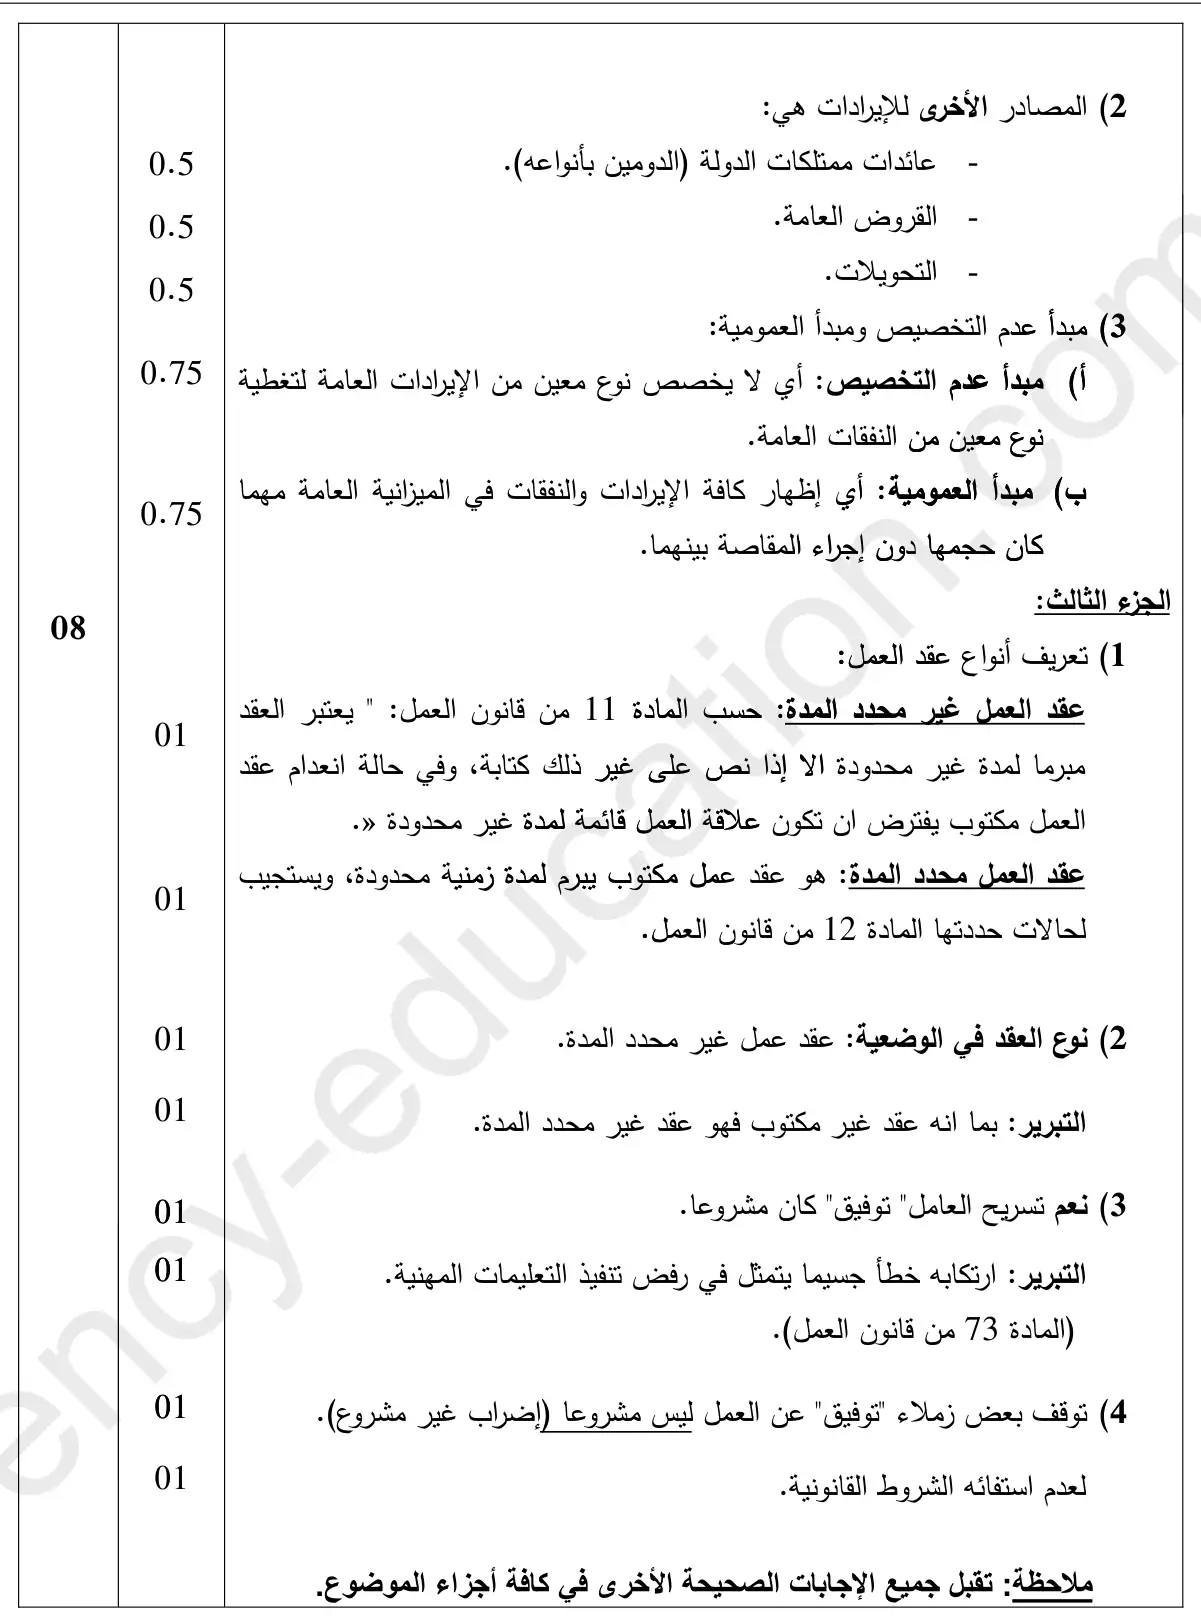 2) المصادر الأخرى للإيرادات هي:
- عائدات ممتلكات الدولة (الدومين بأنواعه).
0.5
- القروض العامة.
0.5
- التحويلات.
0.5
3) مبدأ عدم التخصيص ومبدأ العمومية:
أ) مبدأ عدم التخصيص: أي لا يخصص نوع معين من الإيرادات العامة لتغطية
0.75
نوع معين من النفقات العامة.
ب) مبدأ العمومية: أي إظهار كافة الإيرادات والنفقات في الميزانية العامة مهما
0.75
كان حجمها دون إجراء المقاصة بينهما.
الجزء الثالث:
08
1) تعريف أنواع عقد العمل:
عقد العمل غير محدد المدة: حسب المادة 11 من قانون العمل: " يعتبر العقد
01
مبرما لمدة غير محدودة الا إذا نص على غير ذلك كتابة، وفي حالة انعدام عقد
العمل مكتوب يفترض ان تكون علاقة العمل قائمة لمدة غير محدودة «.
عقد العمل محدد المدة: هو عقد عمل مكتوب يبرم لمدة زمنية محدودة، ويستجيب
01
لحالات حددتها المادة 12 من قانون العمل.
2) نوع العقد في الوضعية: عقد عمل غير محدد المدة.
01
التبرير: بما انه عقد غير مكتوب فهو عقد غير محدد المدة.
01
3) نعم تسريح العامل" توفيق" كان مشروعا.
01
التبرير: ارتكابه خطأ جسيما يتمثل في رفض تنفيذ التعليمات المهنية.
01
(المادة 73 من قانون العمل).
4) توقف بعض زملاء "توفيق" عن العمل ليس مشروعا (إضراب غير مشروع).
01
لعدم استفائه الشروط القانونية.
01
ملاحظة: تقبل جميع الإجابات الصحيحة الأخرى في كافة أجزاء الموضوع.
ency-education.com